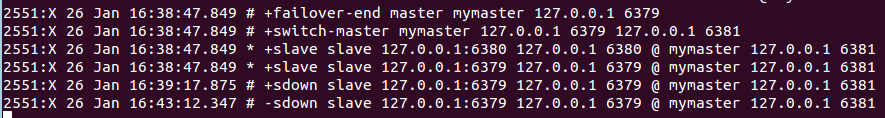 2551:X 26 Jan 16:38:47.849 # +failover-end master mymaster 127.0.0.1 6379
2551:X 26 Jan 16:38:47.849 # +switch-master mymaster 127.0.0.1 6379 127.0.0.1 6381
2551:X 26 Jan 16:38:47.849 * +slave slave 127.0.0.1:6380 127.0.0.1 6380 @ mymaster 127.0.0.1 6381
2551:X 26 Jan 16:38:47.849 * +slave slave 127.0.0.1:6379 127.0.0.1 6379 @ mymaster 127.0.0.1 6381
2551:X 26 Jan 16:39:17.875 # +sdown slave 127.0.0.1:6379 127.0.0.1 6379 @ mymaster 127.0.0.1 6381
2551:X 26 Jan 16:43:12.347 # -sdown slave 127.0.0.1:6379 127.0.0.1 6379 @ mymaster 127.0.0.1 6381